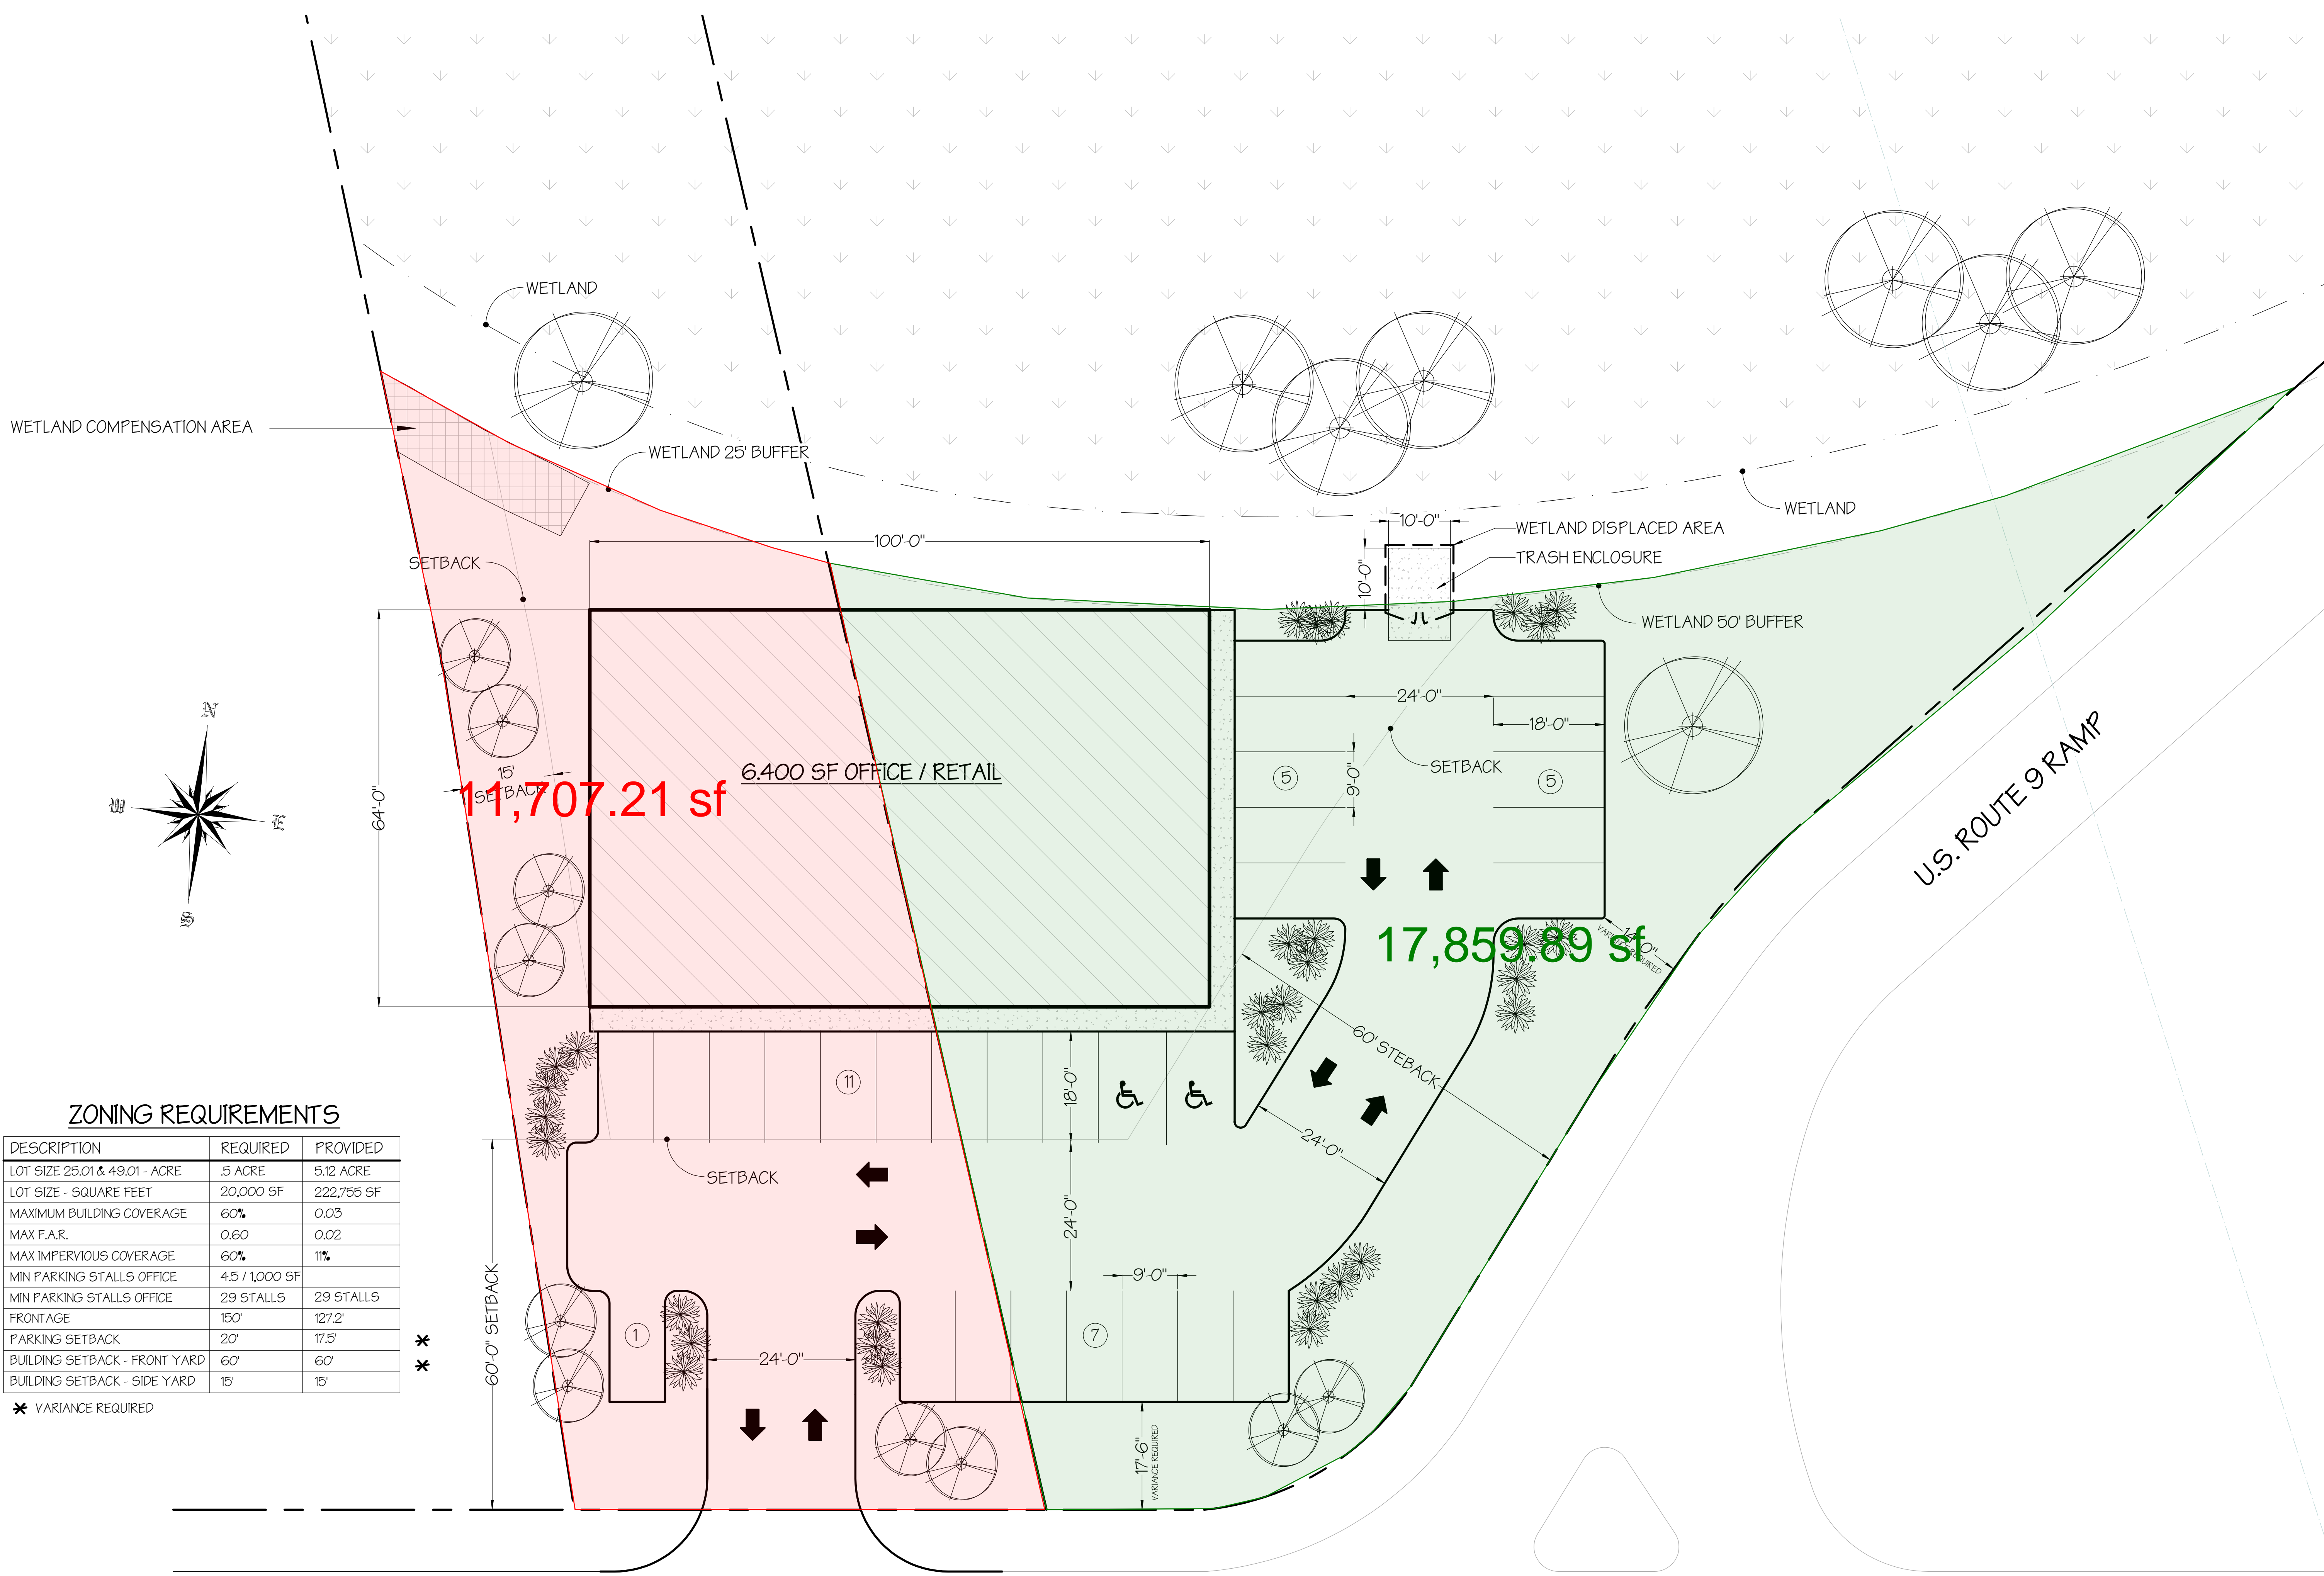 WETLAND
WETLAND COMPENSATION AREA
WETLAND 25' BUFFER
WETLAND
10'-0"
WETLAND DISPLACED AREA
100'-0"
TRASH ENCLOSURE
SETBACK
10'-0"
WETLAND 50' BUFFER
24'-0"
18'-0"
N
W
E
S
15'
SETBACK
64'-0"
6.400 SF OFFICE / RETAIL
11,707.21 sf
SETBACK
5
9'-0"
5
U.S. ROUTE 9 RAMP
17,859.89 sf
14'-0"
VARIANCE REQUIRED
60' STEBACK
11
18'-0"
24'-0"
SETBACK
24'-0"
9'-0"
60'-0" SETBACK
1
7
24'-0"
17'-6"
VARIANCE REQUIRED
ZONING REQUIREMENTS
DESCRIPTION REQUIRED PROVIDED
LOT SIZE 25.01 & 49.01 - ACRE .5 ACRE 5.12 ACRE
LOT SIZE - SQUARE FEET 20,000 SF 222,755 SF
MAXIMUM BUILDING COVERAGE 60% 0.03
MAX F.A.R. 0.60 0.02
MAX IMPERVIOUS COVERAGE 60% 11%
MIN PARKING STALLS OFFICE 4.5 / 1,000 SF
MIN PARKING STALLS OFFICE 29 STALLS 29 STALLS
FRONTAGE 150' 127.2'
PARKING SETBACK 20' 17.5' *
BUILDING SETBACK - FRONT YARD 60' 60' *
BUILDING SETBACK - SIDE YARD 15' 15'
* VARIANCE REQUIRED